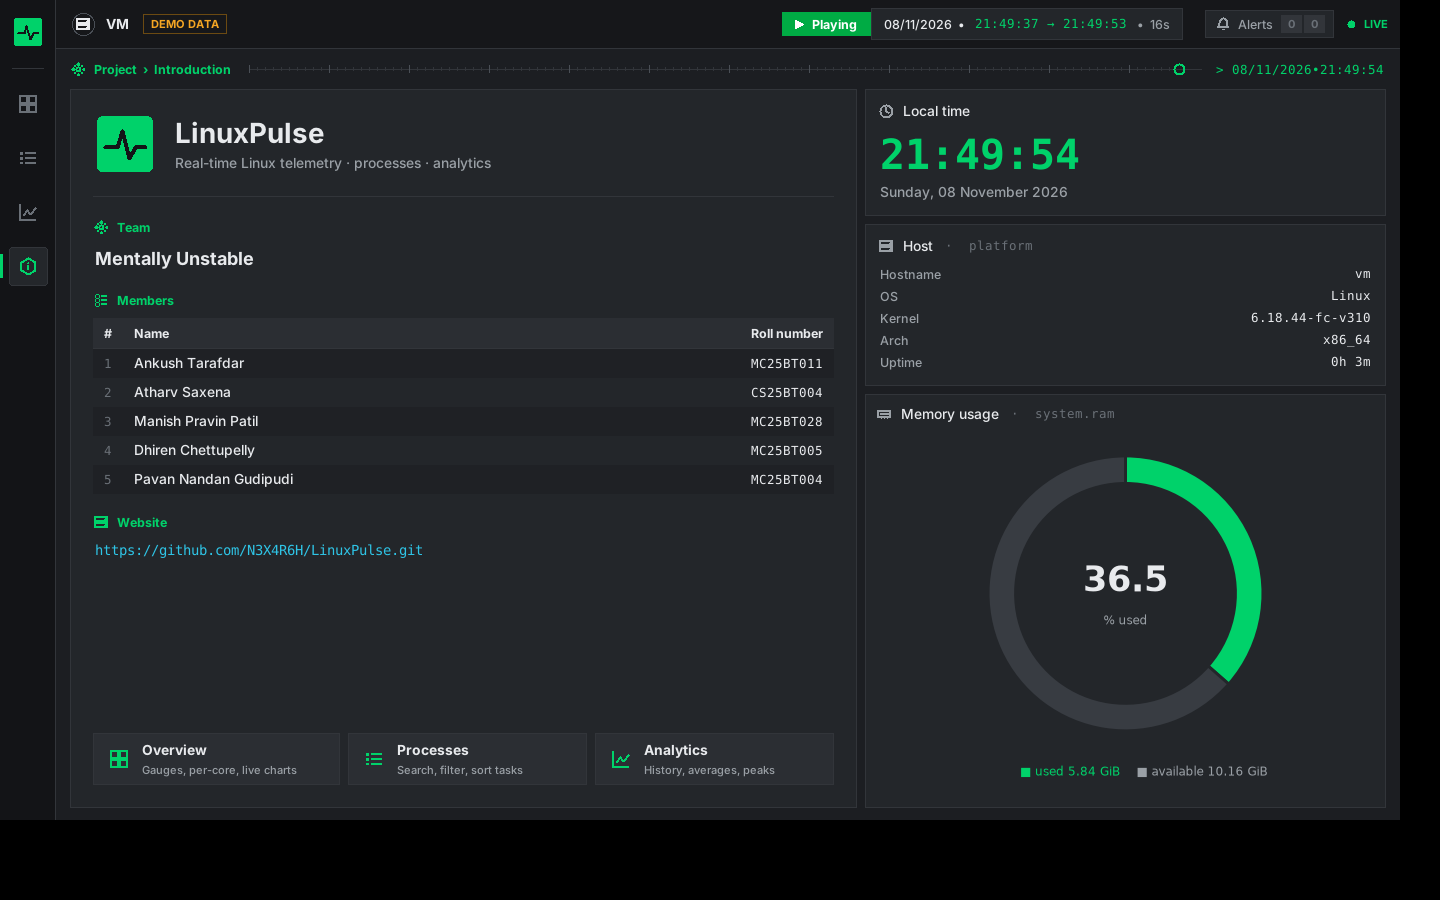 VM DEMO DATA Playing 08/11/2026 • 21:49:37 → 21:49:53 • 16s Alerts 0 0 LIVE
Project › Introduction > 08/11/2026•21:49:54
LinuxPulse
Real-time Linux telemetry · processes · analytics
Team
Mentally Unstable
Members
# Name Roll number
1 Ankush Tarafdar MC25BT011
2 Atharv Saxena CS25BT004
3 Manish Pravin Patil MC25BT028
4 Dhiren Chettupelly MC25BT005
5 Pavan Nandan Gudipudi MC25BT004
Website
https://github.com/N3X4R6H/LinuxPulse.git
Overview
Gauges, per-core, live charts
Processes
Search, filter, sort tasks
Analytics
History, averages, peaks
Local time
21:49:54
Sunday, 08 November 2026
Host · platform
Hostname vm
OS Linux
Kernel 6.18.44-fc-v310
Arch x86_64
Uptime 0h 3m
Memory usage · system.ram
36.5
% used
used 5.84 GiB available 10.16 GiB